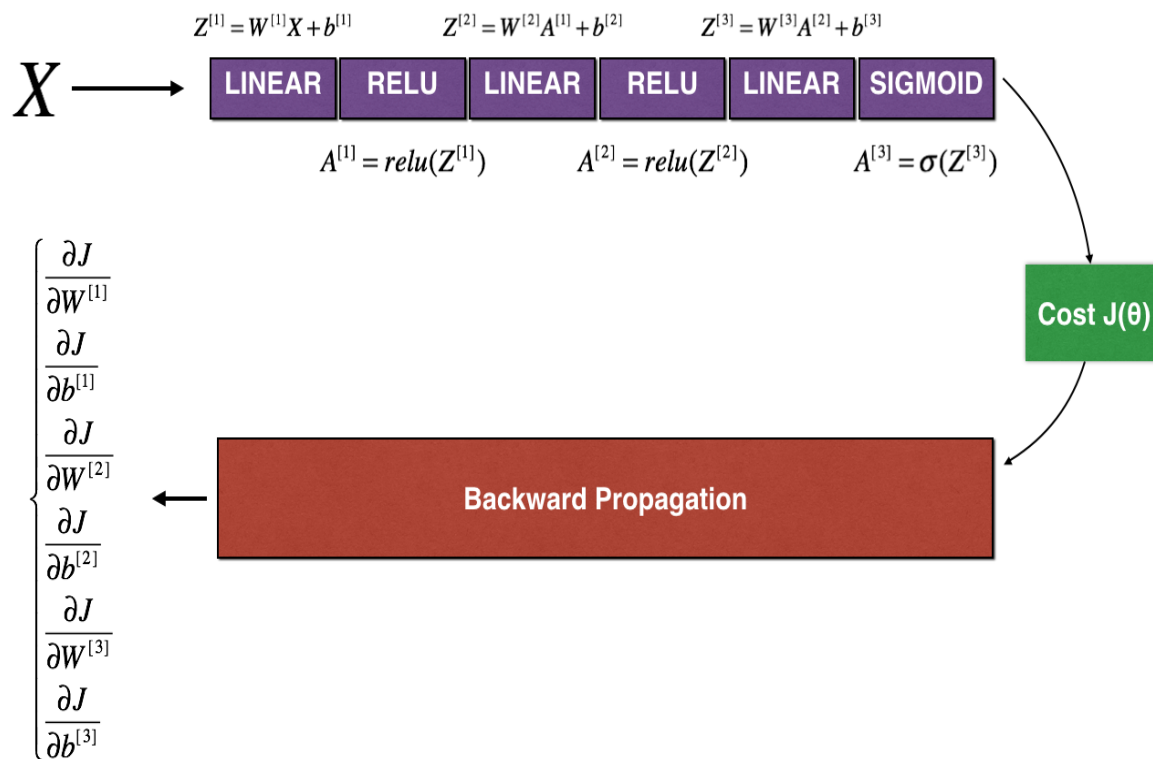 Z^[1] = W^[1]X + b^[1] Z^[2] = W^[2]A^[1] + b^[2] Z^[3] = W^[3]A^[2] + b^[3]
X LINEAR RELU LINEAR RELU LINEAR SIGMOID
A^[1] = relu(Z^[1]) A^[2] = relu(Z^[2]) A^[3] = σ(Z^[3])
Cost J(θ)
Backward Propagation
∂J
∂W^[1]
∂J
∂b^[1]
∂J
∂W^[2]
∂J
∂b^[2]
∂J
∂W^[3]
∂J
∂b^[3]